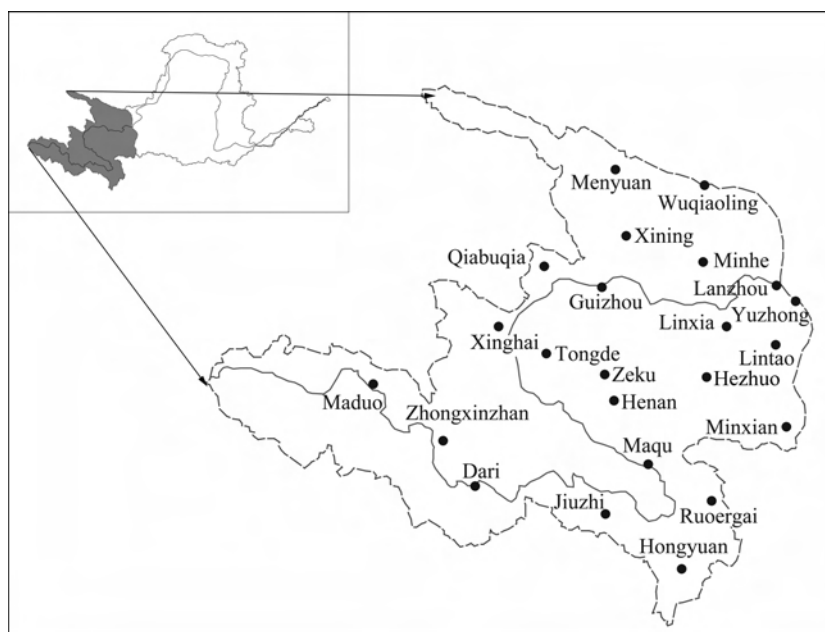 Menyuan
Wuqiaoling
Xining
Qiabuqia
Minhe
Lanzhou
Guizhou
Yuzhong
Linxia
Xinghai
Lintao
Tongde
Zeku
Hezhuo
Maduo
Henan
Zhongxinzhan
Minxian
Maqu
Dari
Jiuzhi
Ruoergai
Hongyuan